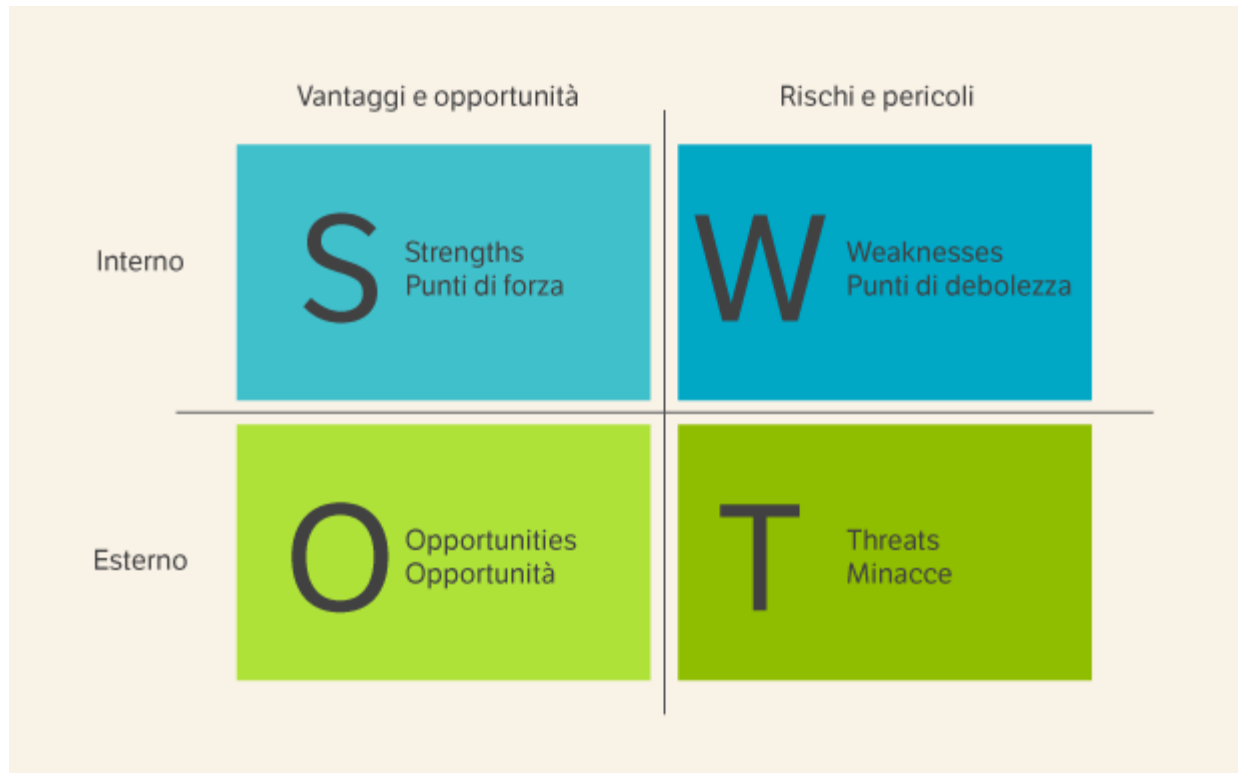 Vantaggi e opportunità
Rischi e pericoli
Interno
S
Strengths
Punti di forza
W
Weaknesses
Punti di debolezza
Esterno
O
Opportunities
Opportunità
T
Threats
Minacce